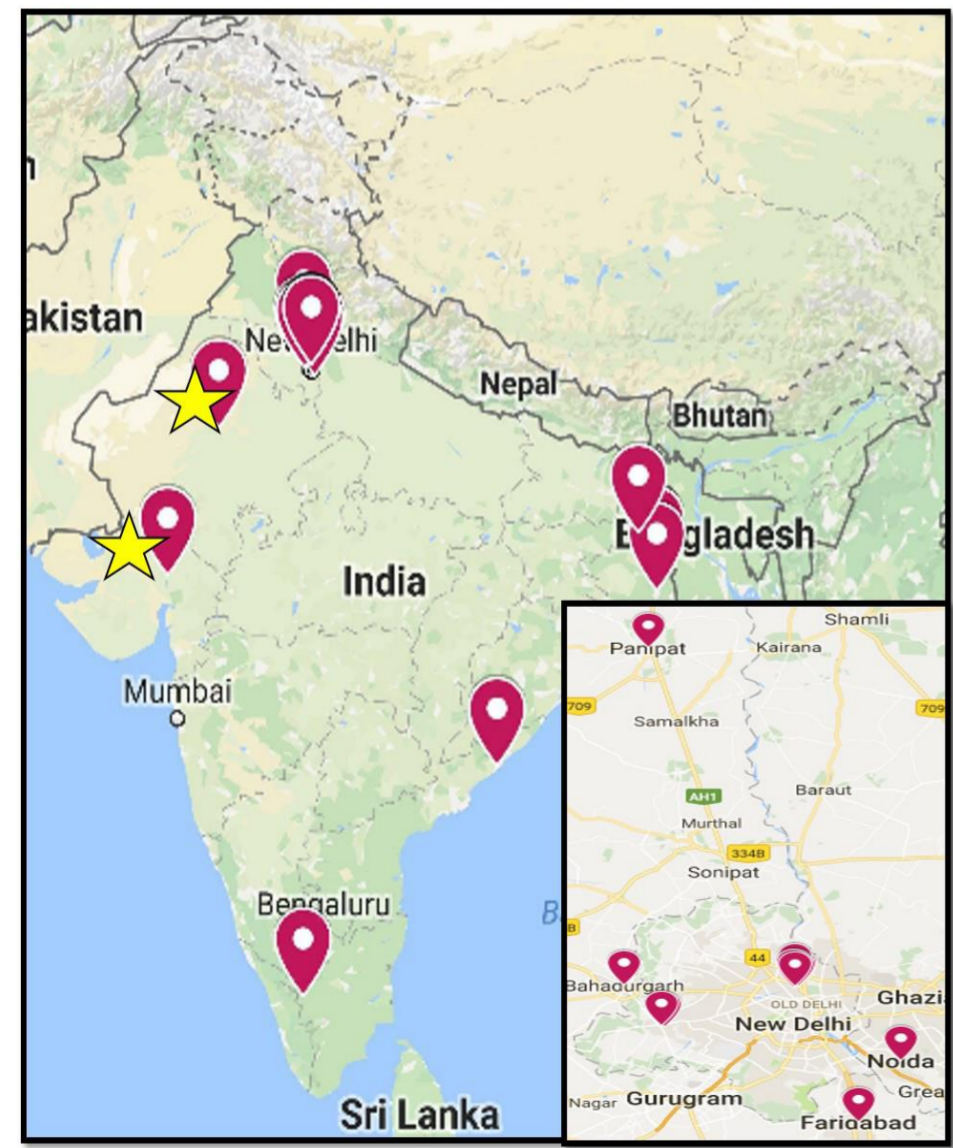 akistan
New Delhi
Nepal
Bhutan
Bangladesh
India
Mumbai
Bengaluru
Sri Lanka
Panipat
Shamli
Kairana
709
709
Samalkha
AH1
Baraut
Murthal
334B
Sonipat
B
44
Bahadurgarh
OLD DELHI
Ghazi
New Delhi
Noida
Nagar
Gurugram
Grea
Faridabad